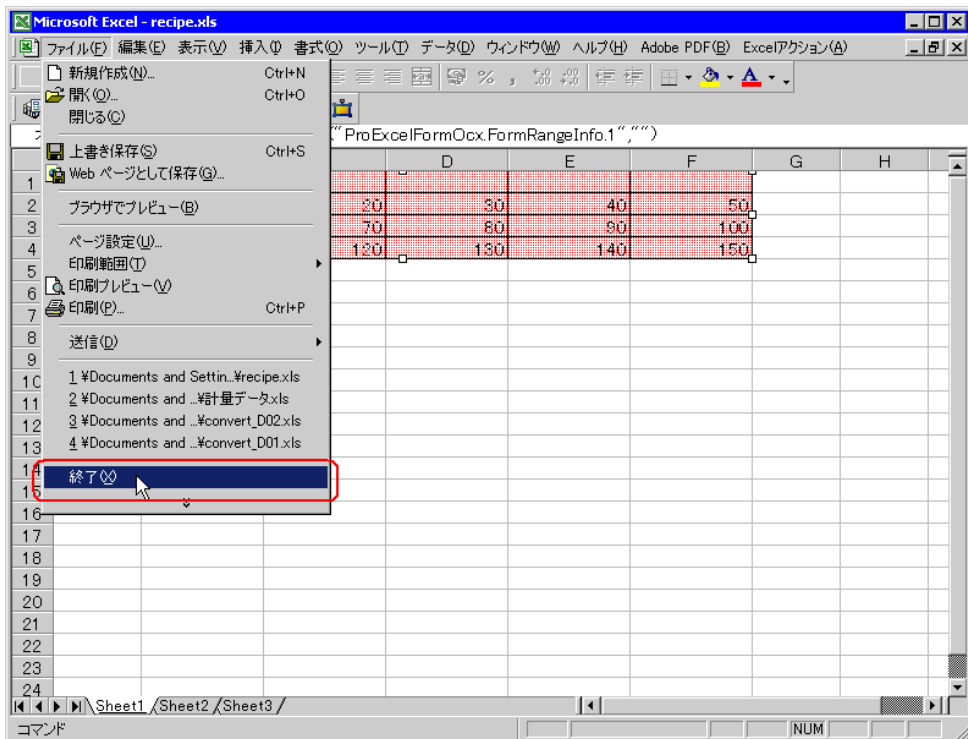 Microsoft Excel - recipe.xls
ファイル(F) 編集(E) 表示(V) 挿入(I) 書式(O) ツール(T) データ(D) ウィンドウ(W) ヘルプ(H) Adobe PDF(B) Excelアクション(A)
新規作成(N)... Ctrl+N
開く(O)... Ctrl+O
閉じる(C)
上書き保存(S) Ctrl+S
Web ページとして保存(G)...
ブラウザでプレビュー(B)
ページ設定(U)...
印刷範囲(T)
印刷プレビュー(V)
印刷(P)... Ctrl+P
送信(D)
1 ¥Documents and Settin...¥recipe.xls
2 ¥Documents and ...¥計量データ.xls
3 ¥Documents and ...¥convert_D02.xls
4 ¥Documents and ...¥convert_D01.xls
終了(X)
% , .00
("ProExcelFormOcx.FormRangeInfo.1","")
D E F G H
1
2 20 30 40 50
3 70 80 90 100
4 120 130 140 150
5
6
7
8
9
10
11
12
13
14
15
16
17
18
19
20
21
22
23
24
Sheet1 Sheet2 Sheet3
コマンド NUM